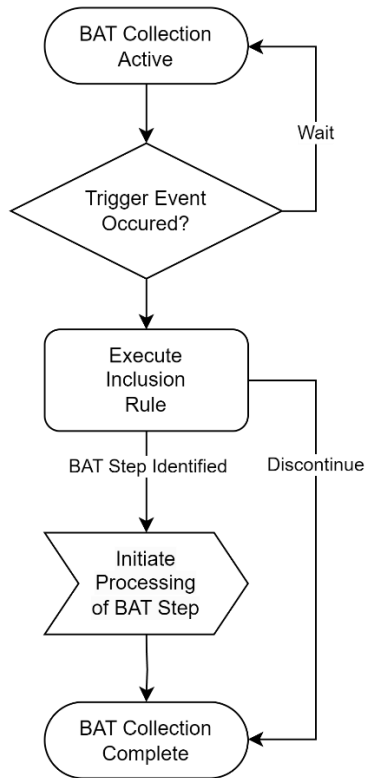 BAT Collection
Active
Wait
Trigger Event
Occured?
Execute
Inclusion
Rule
BAT Step Identified
Discontinue
Initiate
Processing
of BAT Step
BAT Collection
Complete